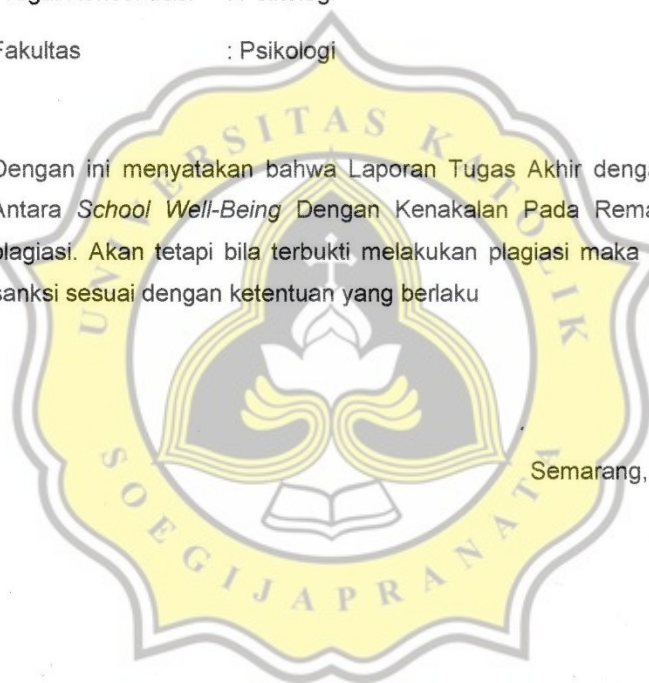 Fakultas : Psikologi
Dengan ini menyatakan bahwa Laporan Tugas Akhir denga
Antara School Well-Being Dengan Kenakalan Pada Rema
plagiasi. Akan tetapi bila terbukti melakukan plagiasi maka
sanksi sesuai dengan ketentuan yang berlaku
Semarang,
UNIVERSITAS KATOLIK
SOEGIJAPRANATA